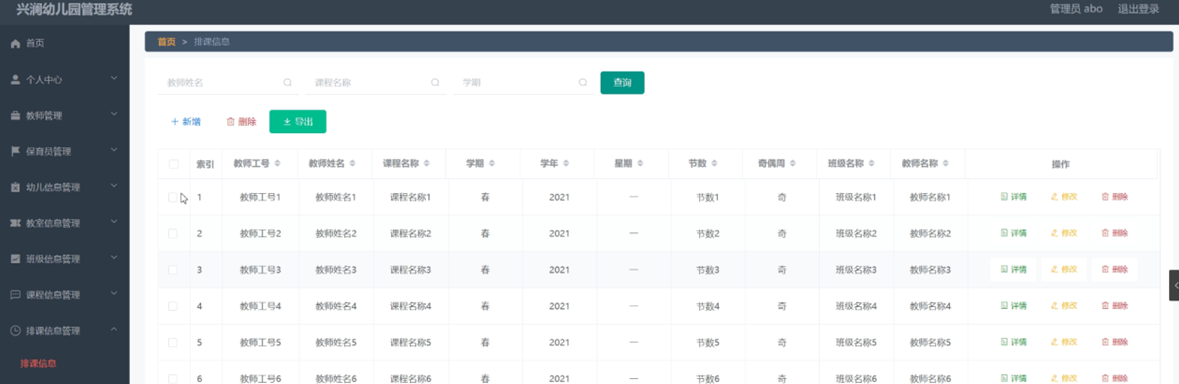 兴澜幼儿园管理系统
管理员 abo 退出登录
首页
个人中心
教师管理
保育员管理
幼儿信息管理
教室信息管理
班级信息管理
课程信息管理
排课信息管理
排课信息
首页 > 排课信息
教师姓名 课程名称 学期 查询
+ 新增 删除 导出
索引 教师工号 教师姓名 课程名称 学期 学年 星期 节数 奇偶周 班级名称 教师名称 操作
1 教师工号1 教师姓名1 课程名称1 春 2021 一 节数1 奇 班级名称1 教师名称1 详情 修改 删除
2 教师工号2 教师姓名2 课程名称2 春 2021 一 节数2 奇 班级名称2 教师名称2 详情 修改 删除
3 教师工号3 教师姓名3 课程名称3 春 2021 一 节数3 奇 班级名称3 教师名称3 详情 修改 删除
4 教师工号4 教师姓名4 课程名称4 春 2021 一 节数4 奇 班级名称4 教师名称4 详情 修改 删除
5 教师工号5 教师姓名5 课程名称5 春 2021 一 节数5 奇 班级名称5 教师名称5 详情 修改 删除
6 教师工号6 教师姓名6 课程名称6 春 2021 一 节数6 奇 班级名称6 教师名称6 详情 修改 删除